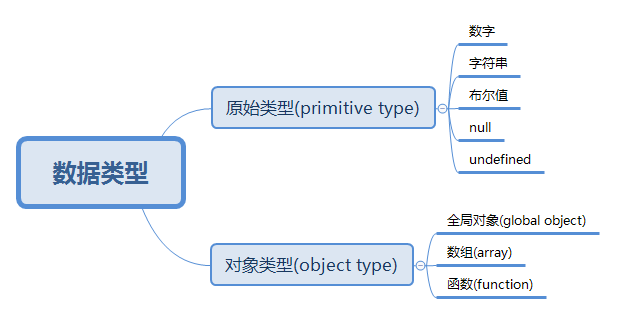 数据类型
原始类型(primitive type)
数字
字符串
布尔值
null
undefined
对象类型(object type)
全局对象(global object)
数组(array)
函数(function)